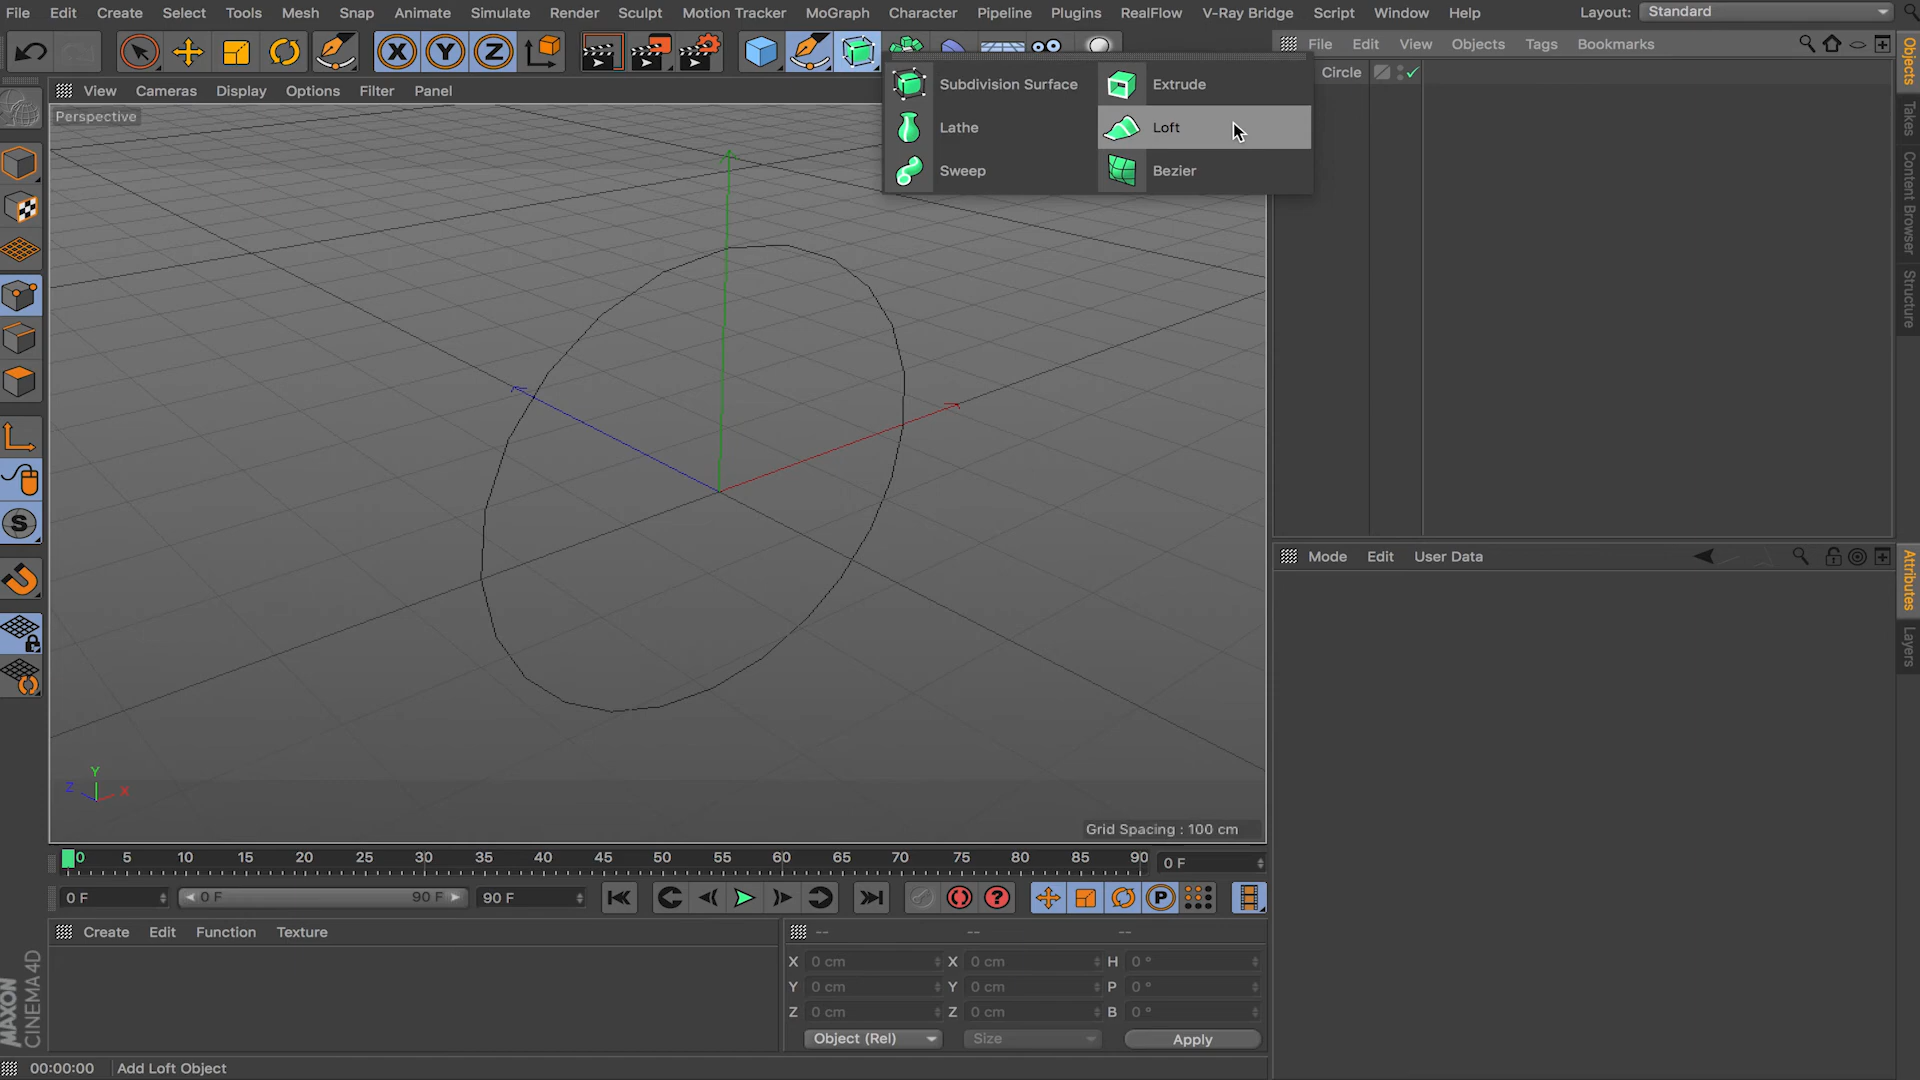 File Edit Create Select Tools Mesh Snap Animate Simulate Render Sculpt Motion Tracker MoGraph Character Pipeline Plugins RealFlow V-Ray Bridge Script Window Help Layout: Standard
X Y Z
File Edit View Objects Tags Bookmarks
Circle
View Cameras Display Options Filter Panel
Perspective
Subdivision Surface Extrude
Lathe Loft
Sweep Bezier
Objects
Takes
Content Browser
Structure
Mode Edit User Data
Attributes
Layers
S
Y
Z X
Grid Spacing : 100 cm
0 5 10 15 20 25 30 35 40 45 50 55 60 65 70 75 80 85 90 0 F
0 F 0 F 90 F 90 F ? P
Create Edit Function Texture
-- -- --
X 0 cm X 0 cm H 0 °
Y 0 cm Y 0 cm P 0 °
Z 0 cm Z 0 cm B 0 °
Object (Rel) Size Apply
MAXON
CINEMA 4D
00:00:00 Add Loft Object